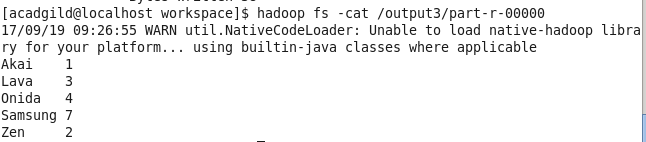 [acadgild@localhost workspace]$ hadoop fs -cat /output3/part-r-00000
17/09/19 09:26:55 WARN util.NativeCodeLoader: Unable to load native-hadoop libra
ry for your platform... using builtin-java classes where applicable
Akai    1
Lava    3
Onida   4
Samsung 7
Zen     2